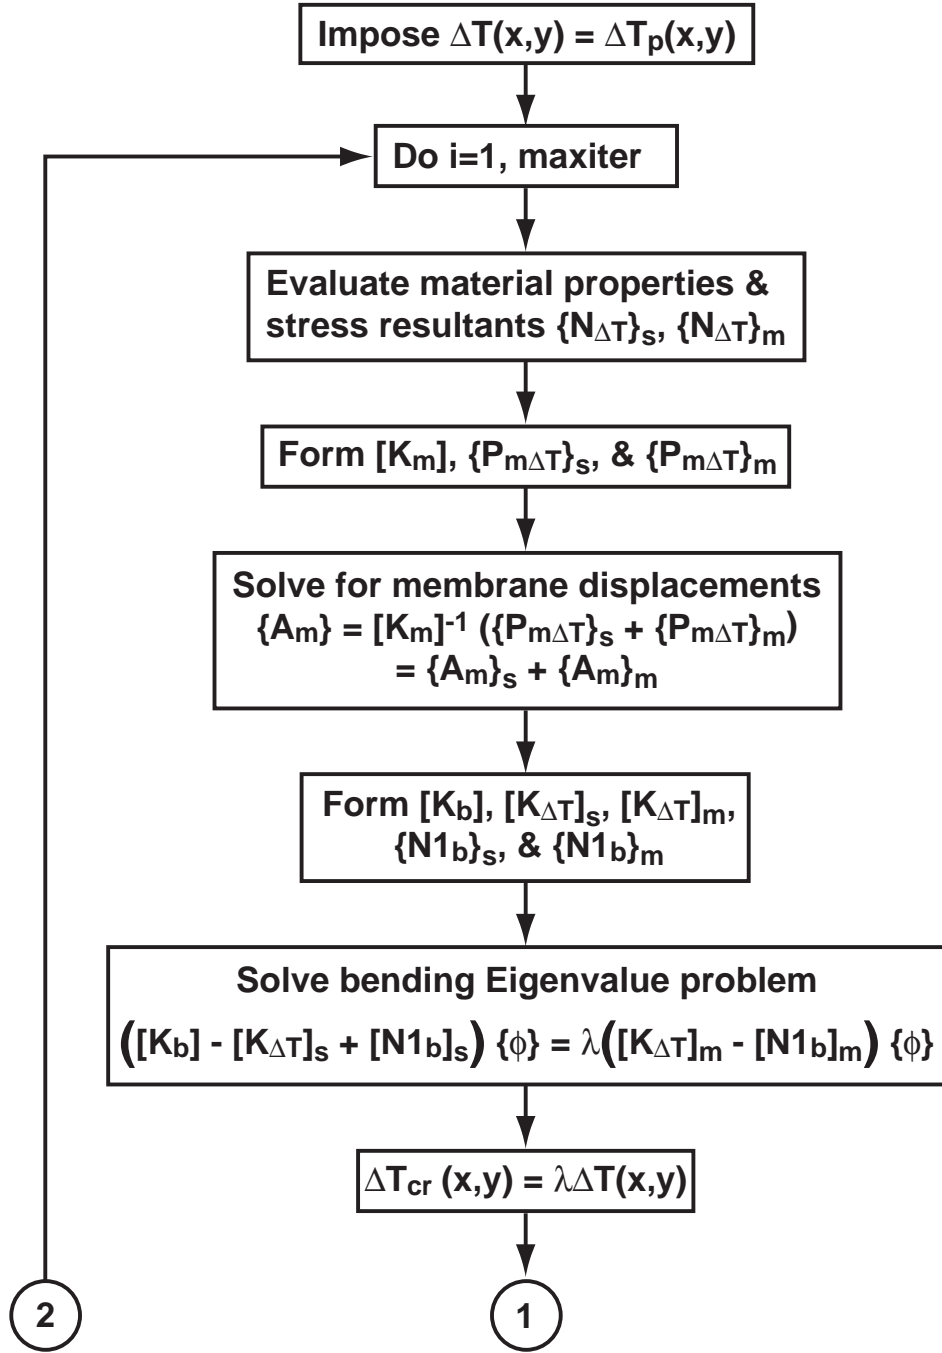 Impose ΔT(x,y) = ΔTp(x,y)
Do i=1, maxiter
Evaluate material properties &
stress resultants {NΔT}s, {NΔT}m
Form [Km], {PmΔT}s, & {PmΔT}m
Solve for membrane displacements
{Am} = [Km]-1 ({PmΔT}s + {PmΔT}m)
= {Am}s + {Am}m
Form [Kb], [KΔT]s, [KΔT]m,
{N1b}s, & {N1b}m
Solve bending Eigenvalue problem
([Kb] - [KΔT]s + [N1b]s) {ϕ} = λ([KΔT]m - [N1b]m) {ϕ}
ΔTcr (x,y) = λΔT(x,y)
2
1